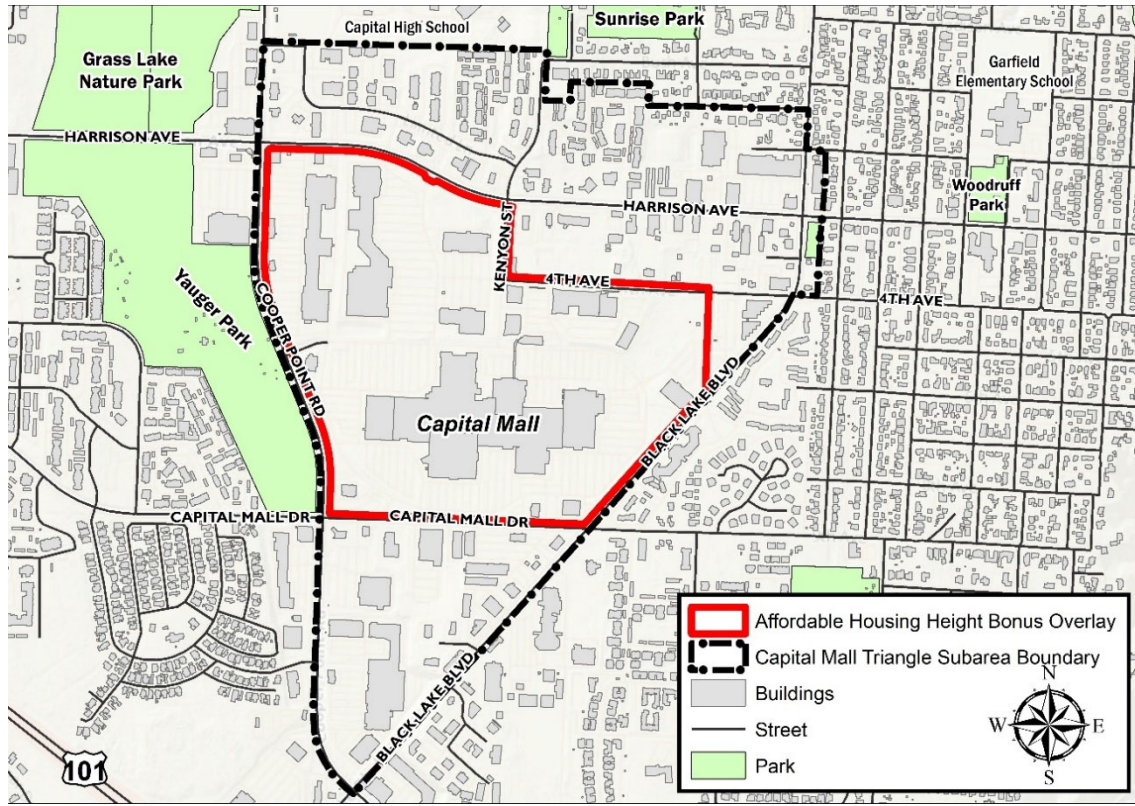 Capital High School
Sunrise Park
Grass Lake
Nature Park
Garfield
Elementary School
HARRISON AVE
Woodruff
Park
HARRISON AVE
KENYON ST
4TH AVE
4TH AVE
Yauger Park
COOPER POINT RD
BLACK LAKE BLVD
Capital Mall
CAPITAL MALL DR
CAPITAL MALL DR
BLACK LAKE BLVD
101
Affordable Housing Height Bonus Overlay
Capital Mall Triangle Subarea Boundary
Buildings
Street
Park
N
W
E
S